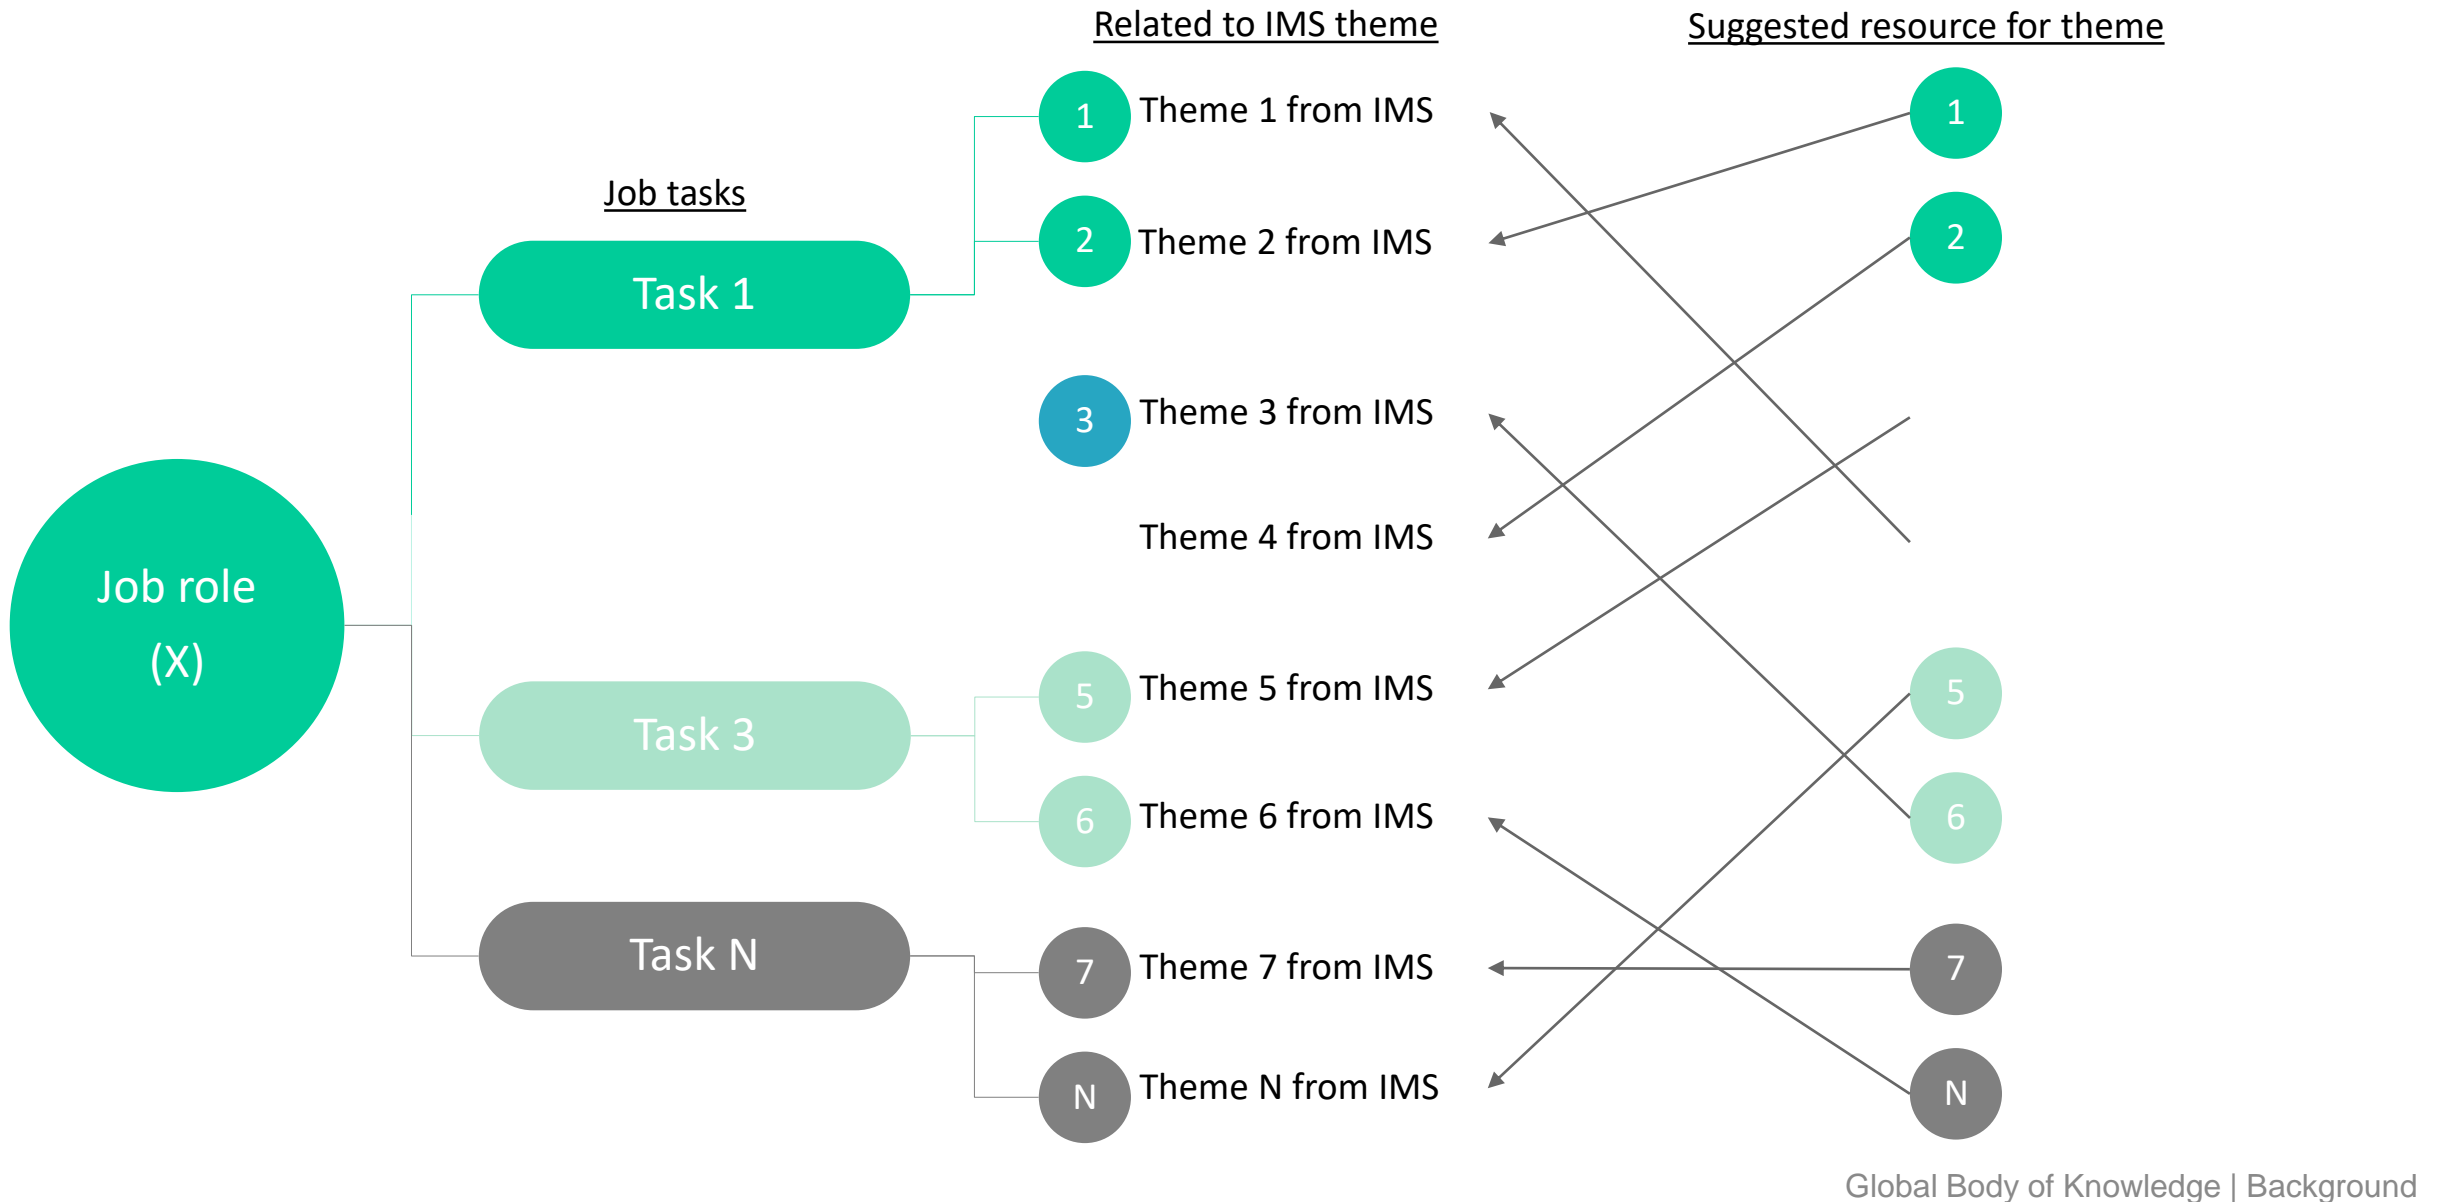 Related to IMS theme
Suggested resource for theme
Job tasks
Job role
(X)
Task 1
Task 3
Task N
1
Theme 1 from IMS
2
Theme 2 from IMS
3
Theme 3 from IMS
Theme 4 from IMS
5
Theme 5 from IMS
6
Theme 6 from IMS
7
Theme 7 from IMS
N
Theme N from IMS
1
2
5
6
7
N
Global Body of Knowledge | Background